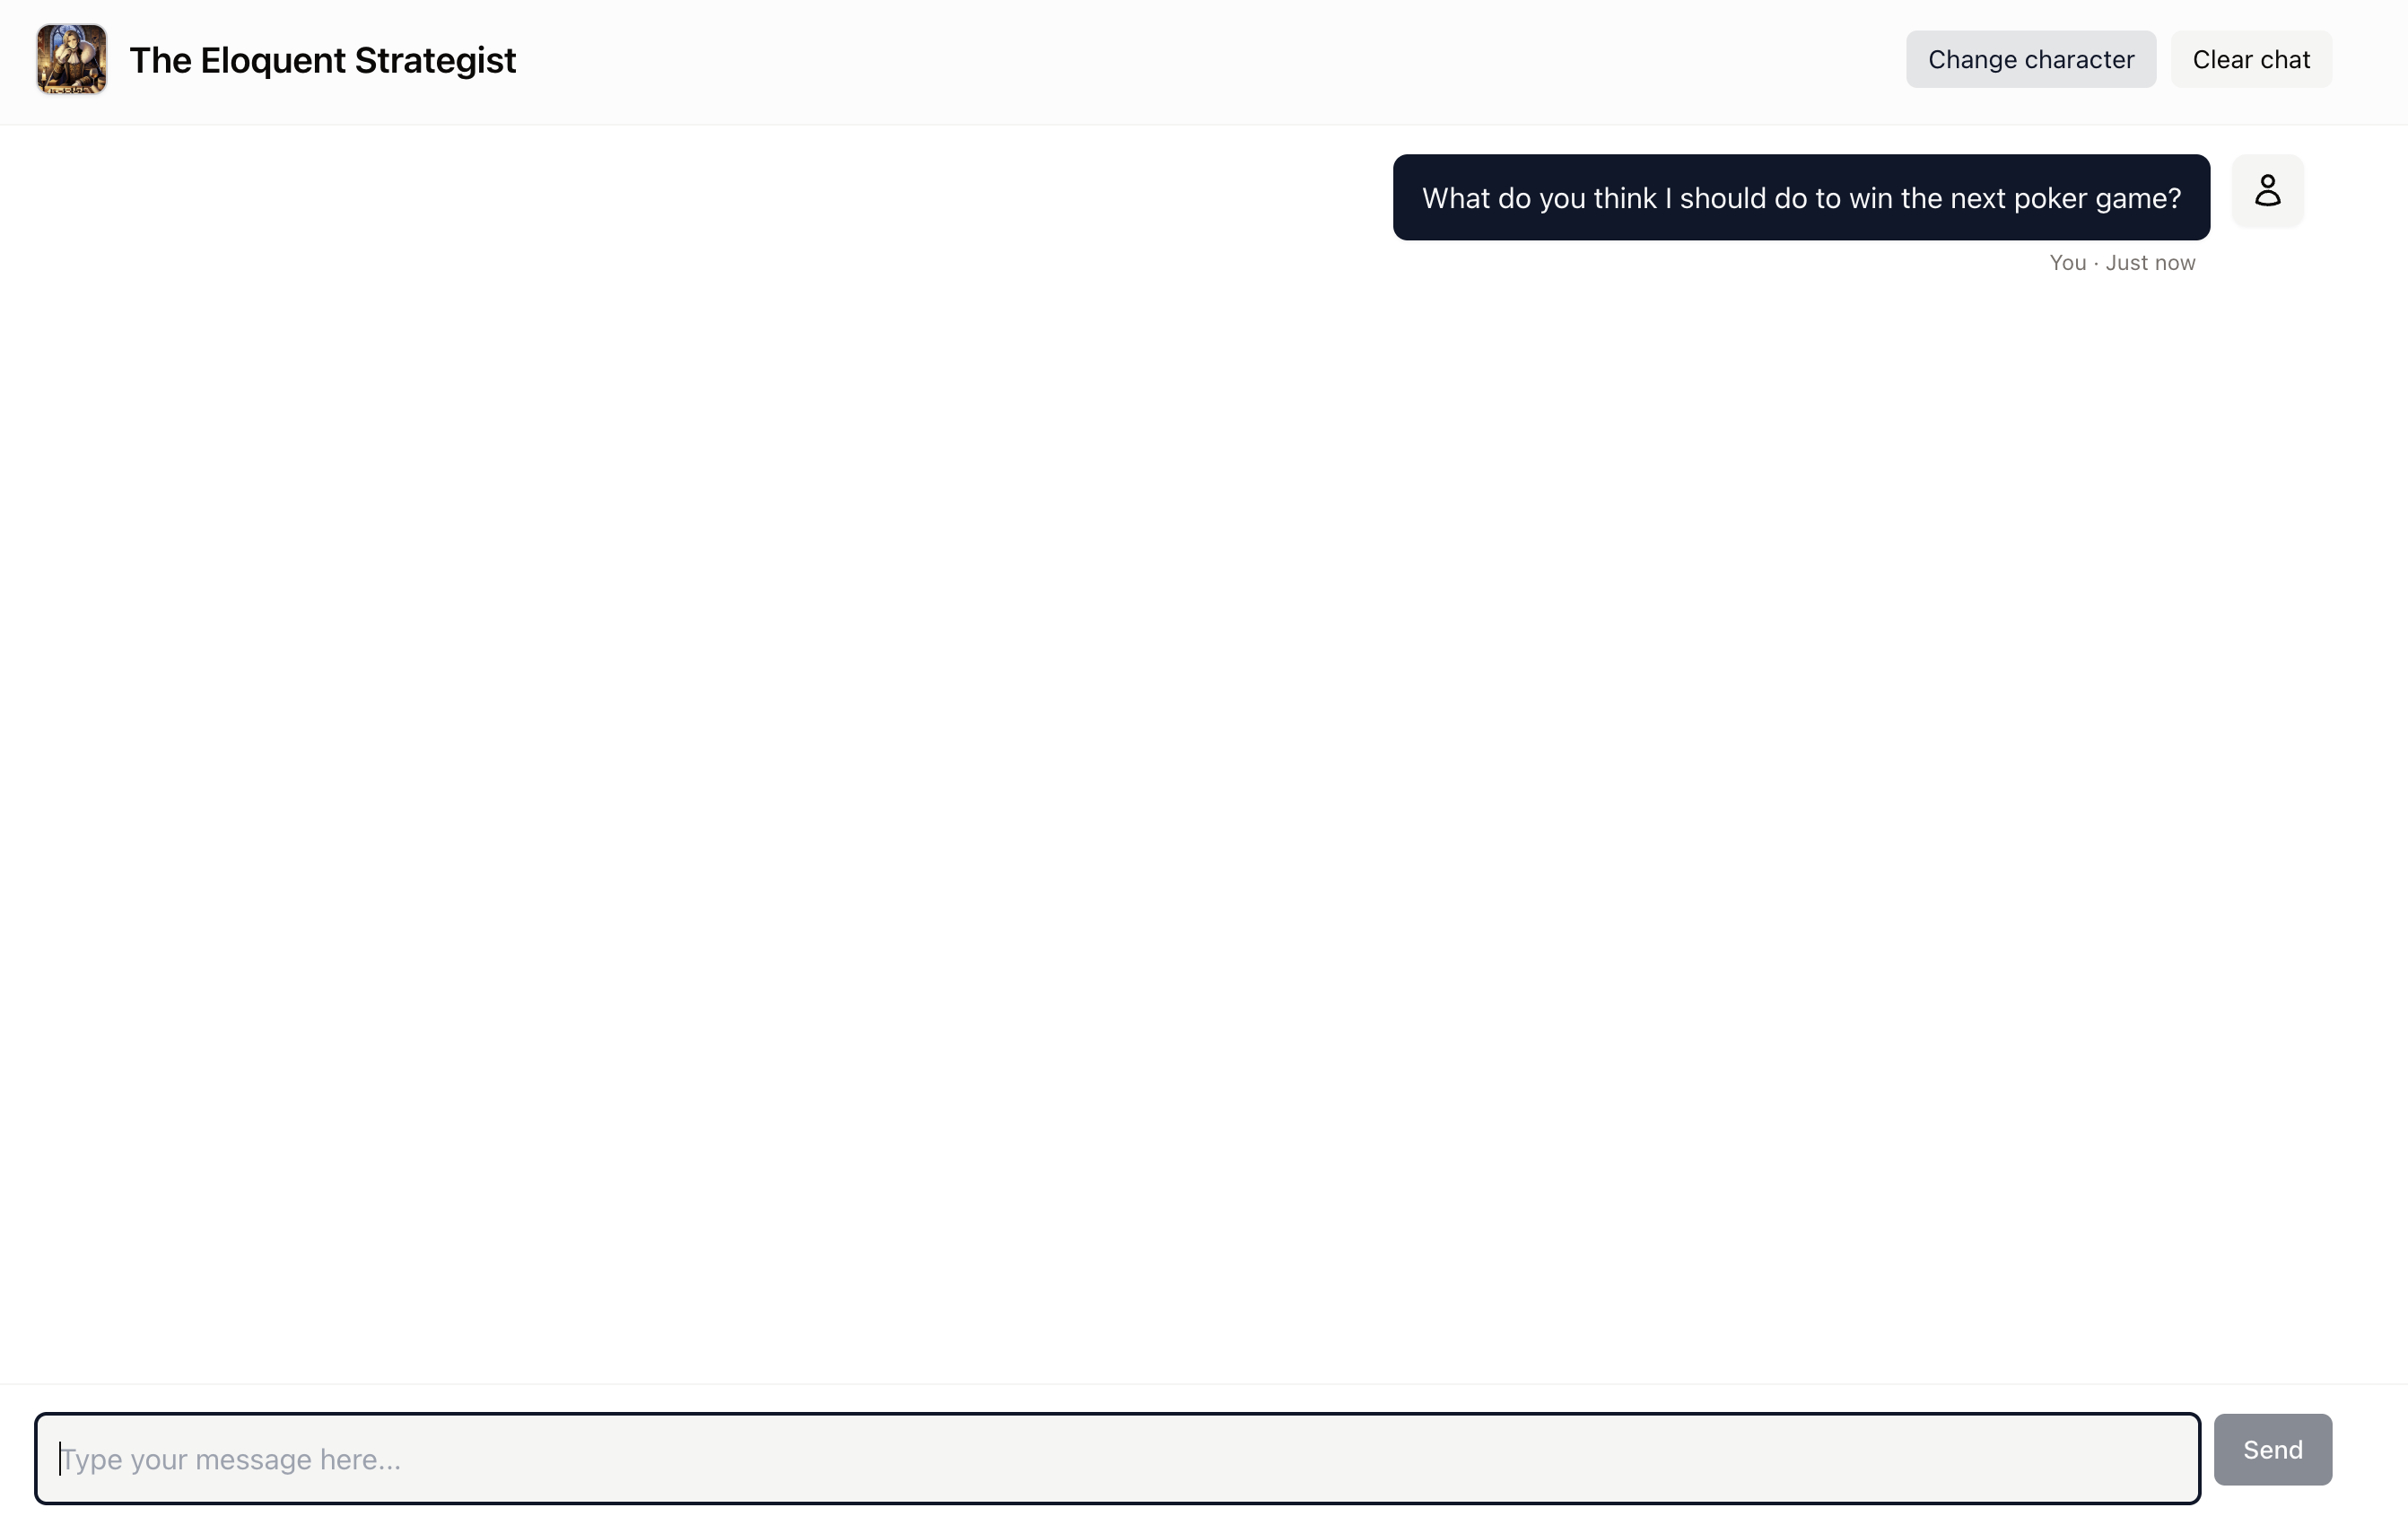 The Eloquent Strategist
Change character
Clear chat
What do you think I should do to win the next poker game?
You · Just now
Type your message here...
Send